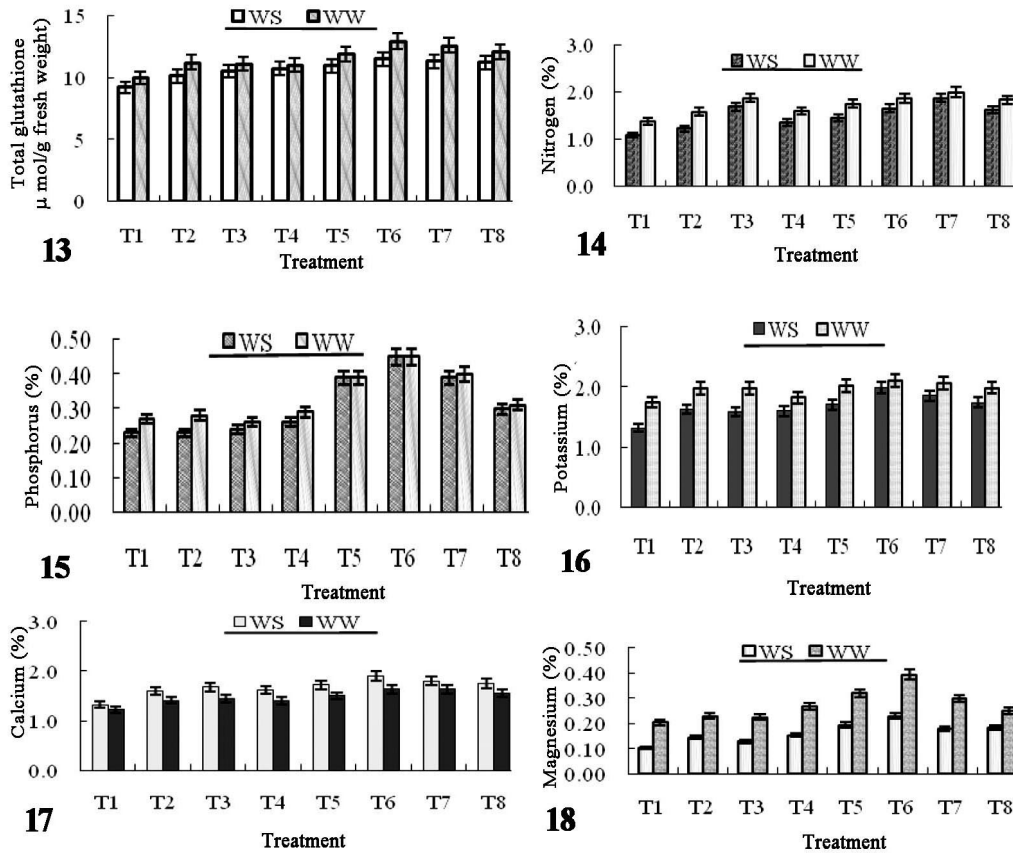 WS WW
Total glutathione
μ mol/g fresh weight)
15
10
5
0
T1 T2 T3 T4 T5 T6 T7 T8
Treatment
13
WS WW
Nitrogen (%)
3.0
2.0
1.0
0.0
T1 T2 T3 T4 T5 T6 T7 T8
Treatment
14
WS WW
Phosphorus (%)
0.50
0.40
0.30
0.20
0.10
0.00
T1 T2 T3 T4 T5 T6 T7 T8
Treatment
15
WS WW
Potassium (%)
3.0
2.0
1.0
0.0
T1 T2 T3 T4 T5 T6 T7 T8
Treatment
16
WS WW
Calcium (%)
3.0
2.0
1.0
0.0
T1 T2 T3 T4 T5 T6 T7 T8
Treatment
17
WS WW
Magnesium (%)
0.50
0.40
0.30
0.20
0.10
0.00
T1 T2 T3 T4 T5 T6 T7 T8
Treatment
18